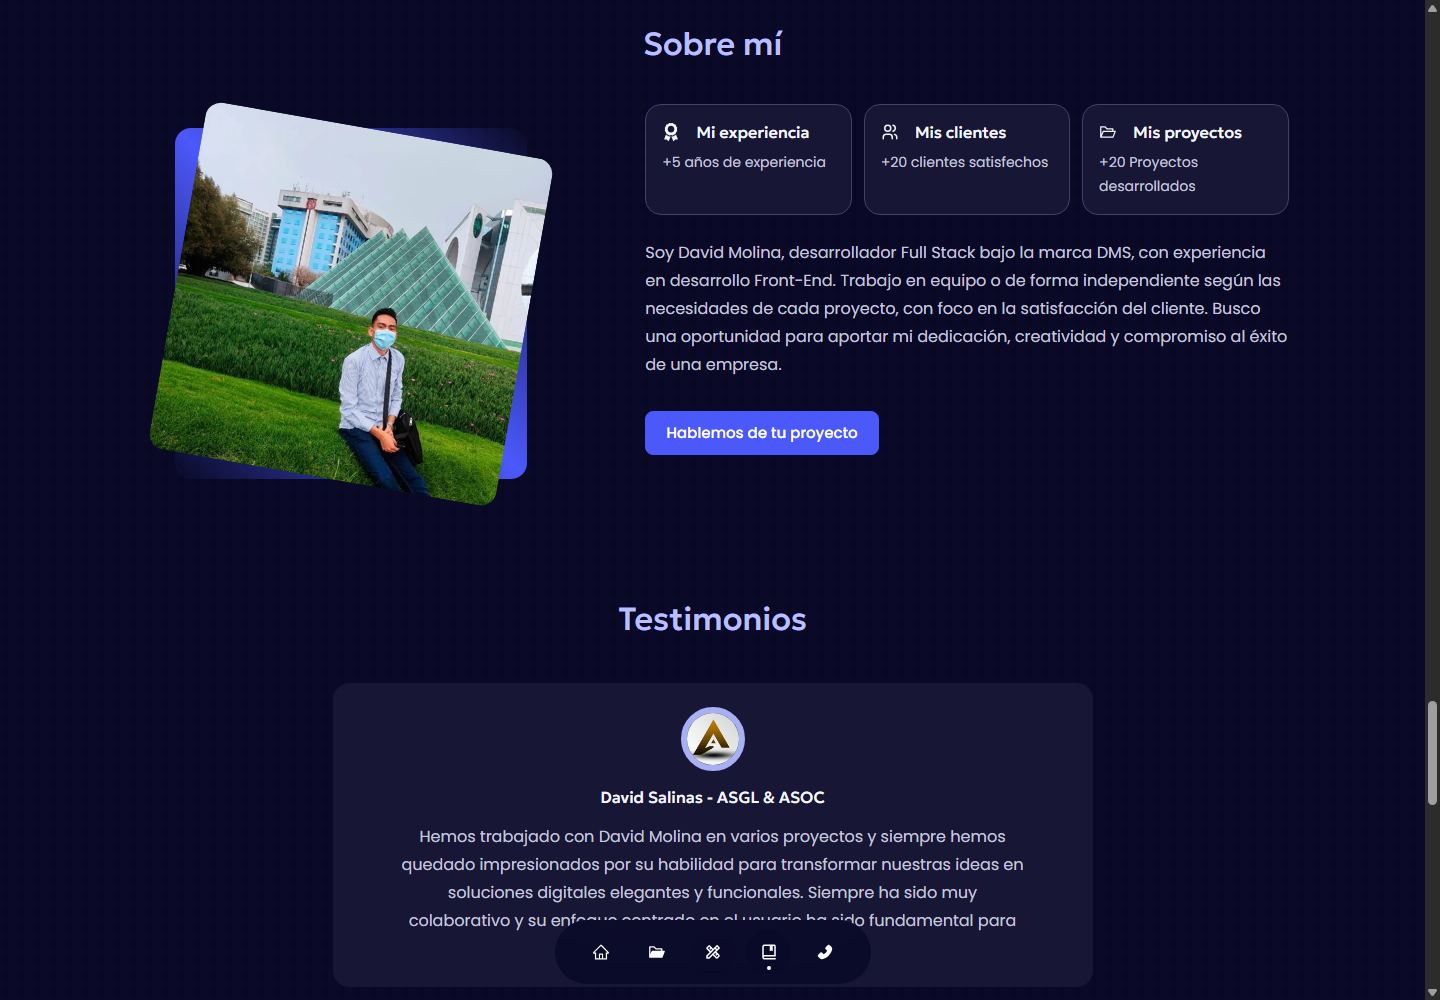 Sobre mí
Mi experiencia
+5 años de experiencia
Mis clientes
+20 clientes satisfechos
Mis proyectos
+20 Proyectos
desarrollados
Soy David Molina, desarrollador Full Stack bajo la marca DMS, con experiencia
en desarrollo Front-End. Trabajo en equipo o de forma independiente según las
necesidades de cada proyecto, con foco en la satisfacción del cliente. Busco
una oportunidad para aportar mi dedicación, creatividad y compromiso al éxito
de una empresa.
Hablemos de tu proyecto
Testimonios
David Salinas - ASGL & ASOC
Hemos trabajado con David Molina en varios proyectos y siempre hemos
quedado impresionados por su habilidad para transformar nuestras ideas en
soluciones digitales elegantes y funcionales. Siempre ha sido muy
colaborativo y su enfoque centrado en el usuario ha sido fundamental para